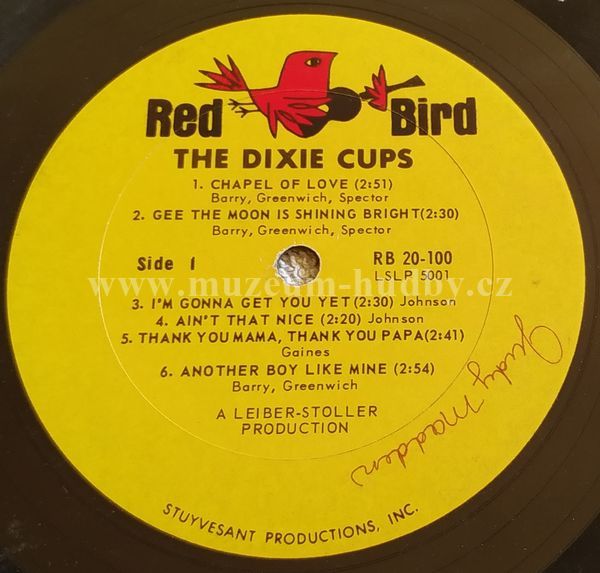 Red Bird
THE DIXIE CUPS
1. CHAPEL OF LOVE (2:51)
Barry, Greenwich, Spector
2. GEE THE MOON IS SHINING BRIGHT(2:30)
Barry, Greenwich, Spector
Side 1
RB 20-100
LSLP 5001
www.muzeum-hudby.cz
3. I'M GONNA GET YOU YET (2:30) Johnson
4. AIN'T THAT NICE (2:20) Johnson
5. THANK YOU MAMA, THANK YOU PAPA(2:41)
Gaines
6. ANOTHER BOY LIKE MINE (2:54)
Barry, Greenwich
A LEIBER-STOLLER
PRODUCTION
Judy Madden
STUYVESANT PRODUCTIONS, INC.